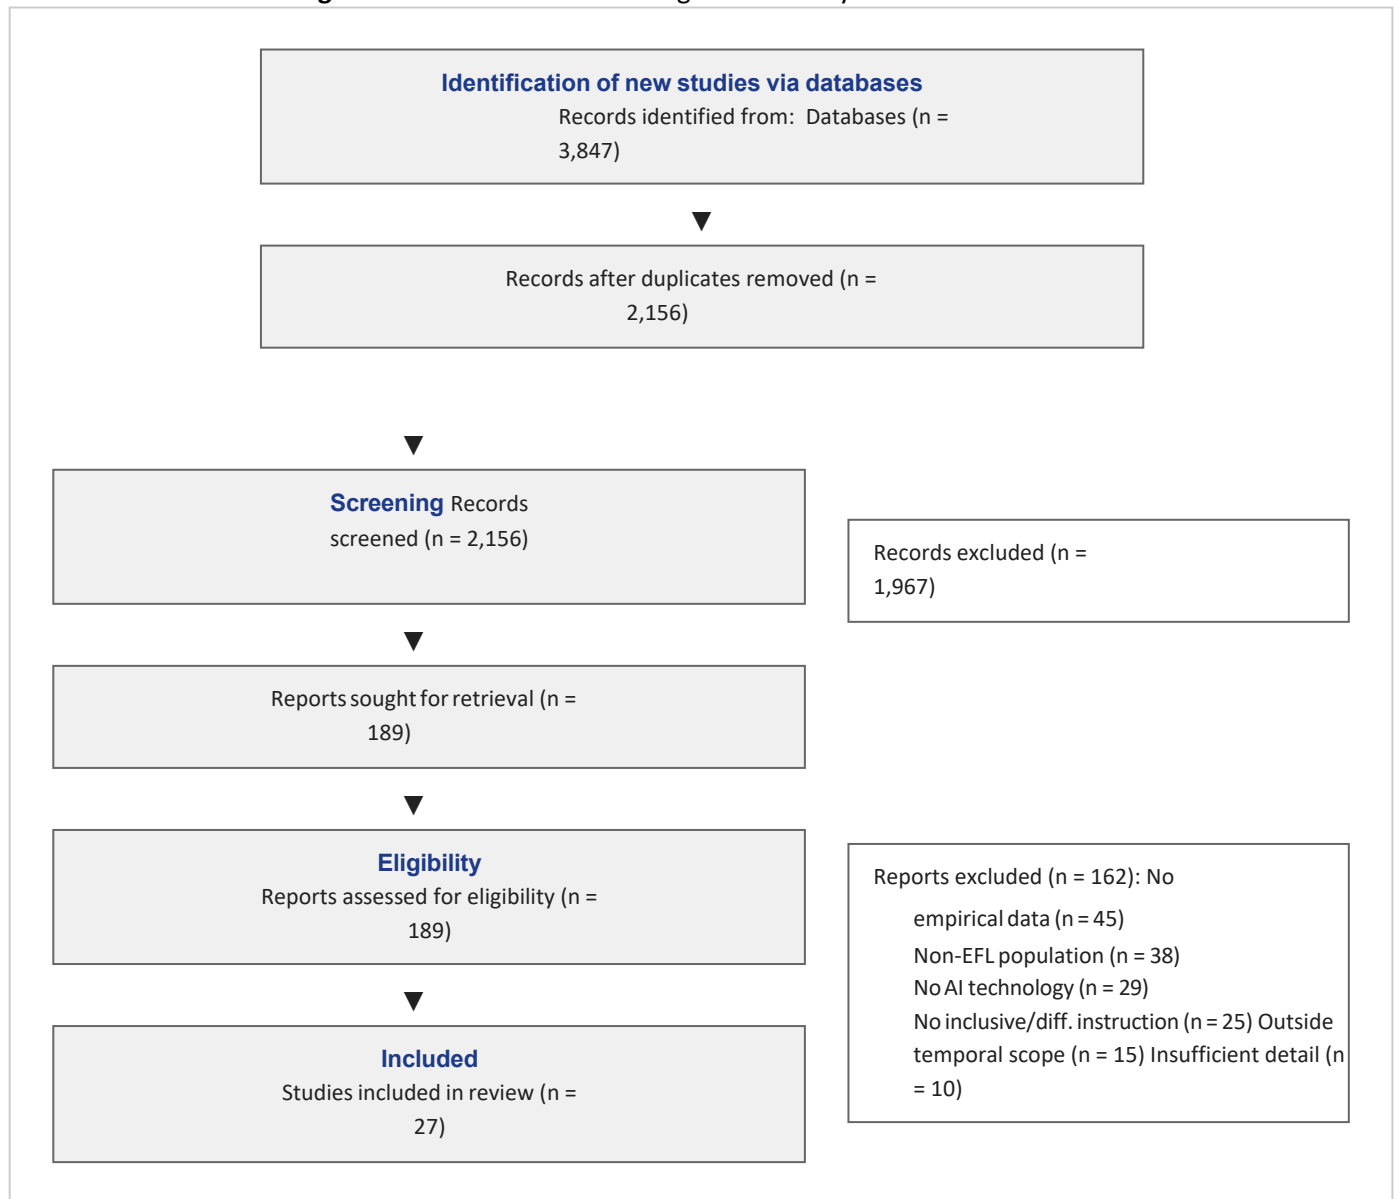 Identification of new studies via databases
Records identified from: Databases (n =
3,847)
▼
Records after duplicates removed (n =
2,156)
▼
Screening Records
screened (n = 2,156)
Records excluded (n =
1,967)
▼
Reports sought for retrieval (n =
189)
▼
Eligibility
Reports assessed for eligibility (n =
189)
Reports excluded (n = 162): No
empirical data (n = 45)
Non-EFL population (n = 38)
No AI technology (n = 29)
No inclusive/diff. instruction (n = 25) Outside
temporal scope (n = 15) Insufficient detail (n
= 10)
▼
Included
Studies included in review (n =
27)